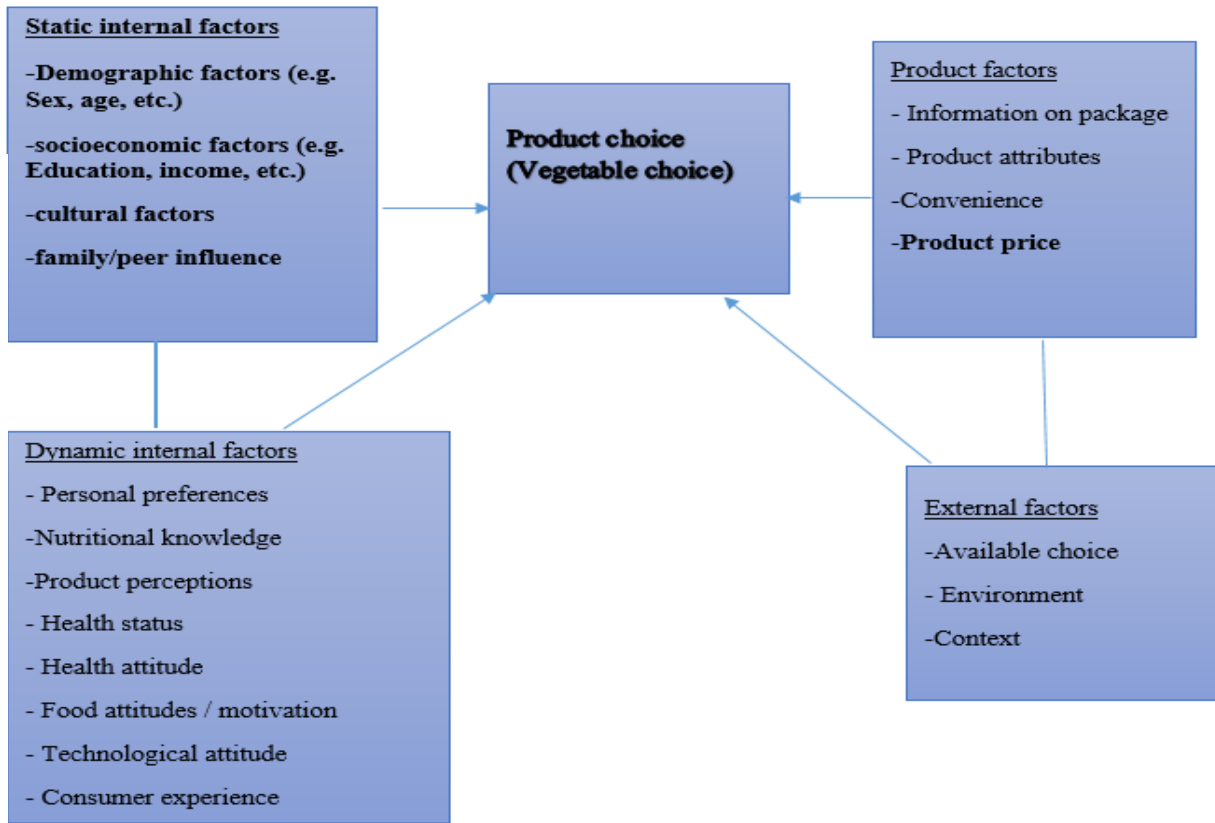 Static internal factors
-Demographic factors (e.g.
Sex, age, etc.)
-socioeconomic factors (e.g.
Education, income, etc.)
-cultural factors
-family/peer influence
Product choice
(Vegetable choice)
Product factors
- Information on package
- Product attributes
-Convenience
-Product price
Dynamic internal factors
- Personal preferences
-Nutritional knowledge
-Product perceptions
- Health status
- Health attitude
- Food attitudes / motivation
- Technological attitude
- Consumer experience
External factors
-Available choice
- Environment
-Context